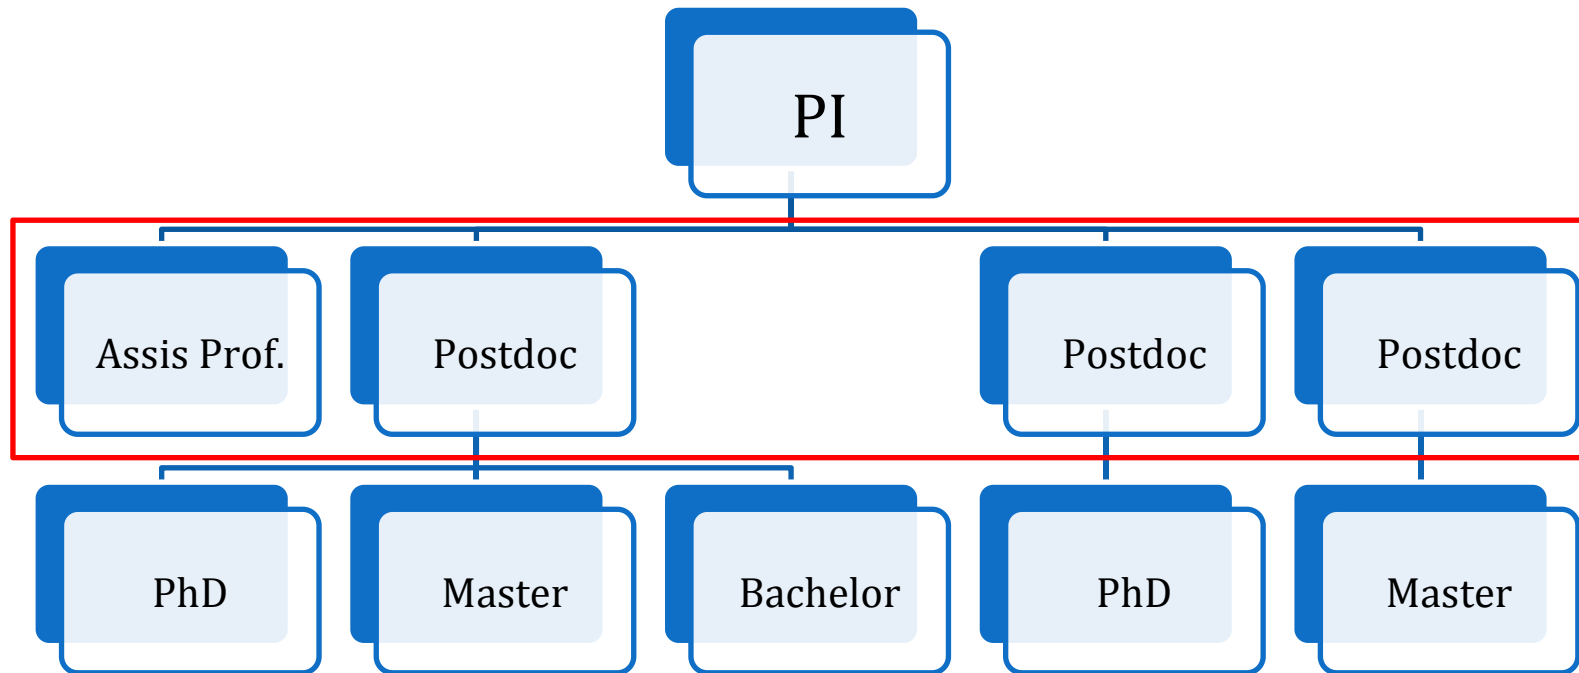 PI
Assis Prof.
Postdoc
Postdoc
Postdoc
PhD
Master
Bachelor
PhD
Master